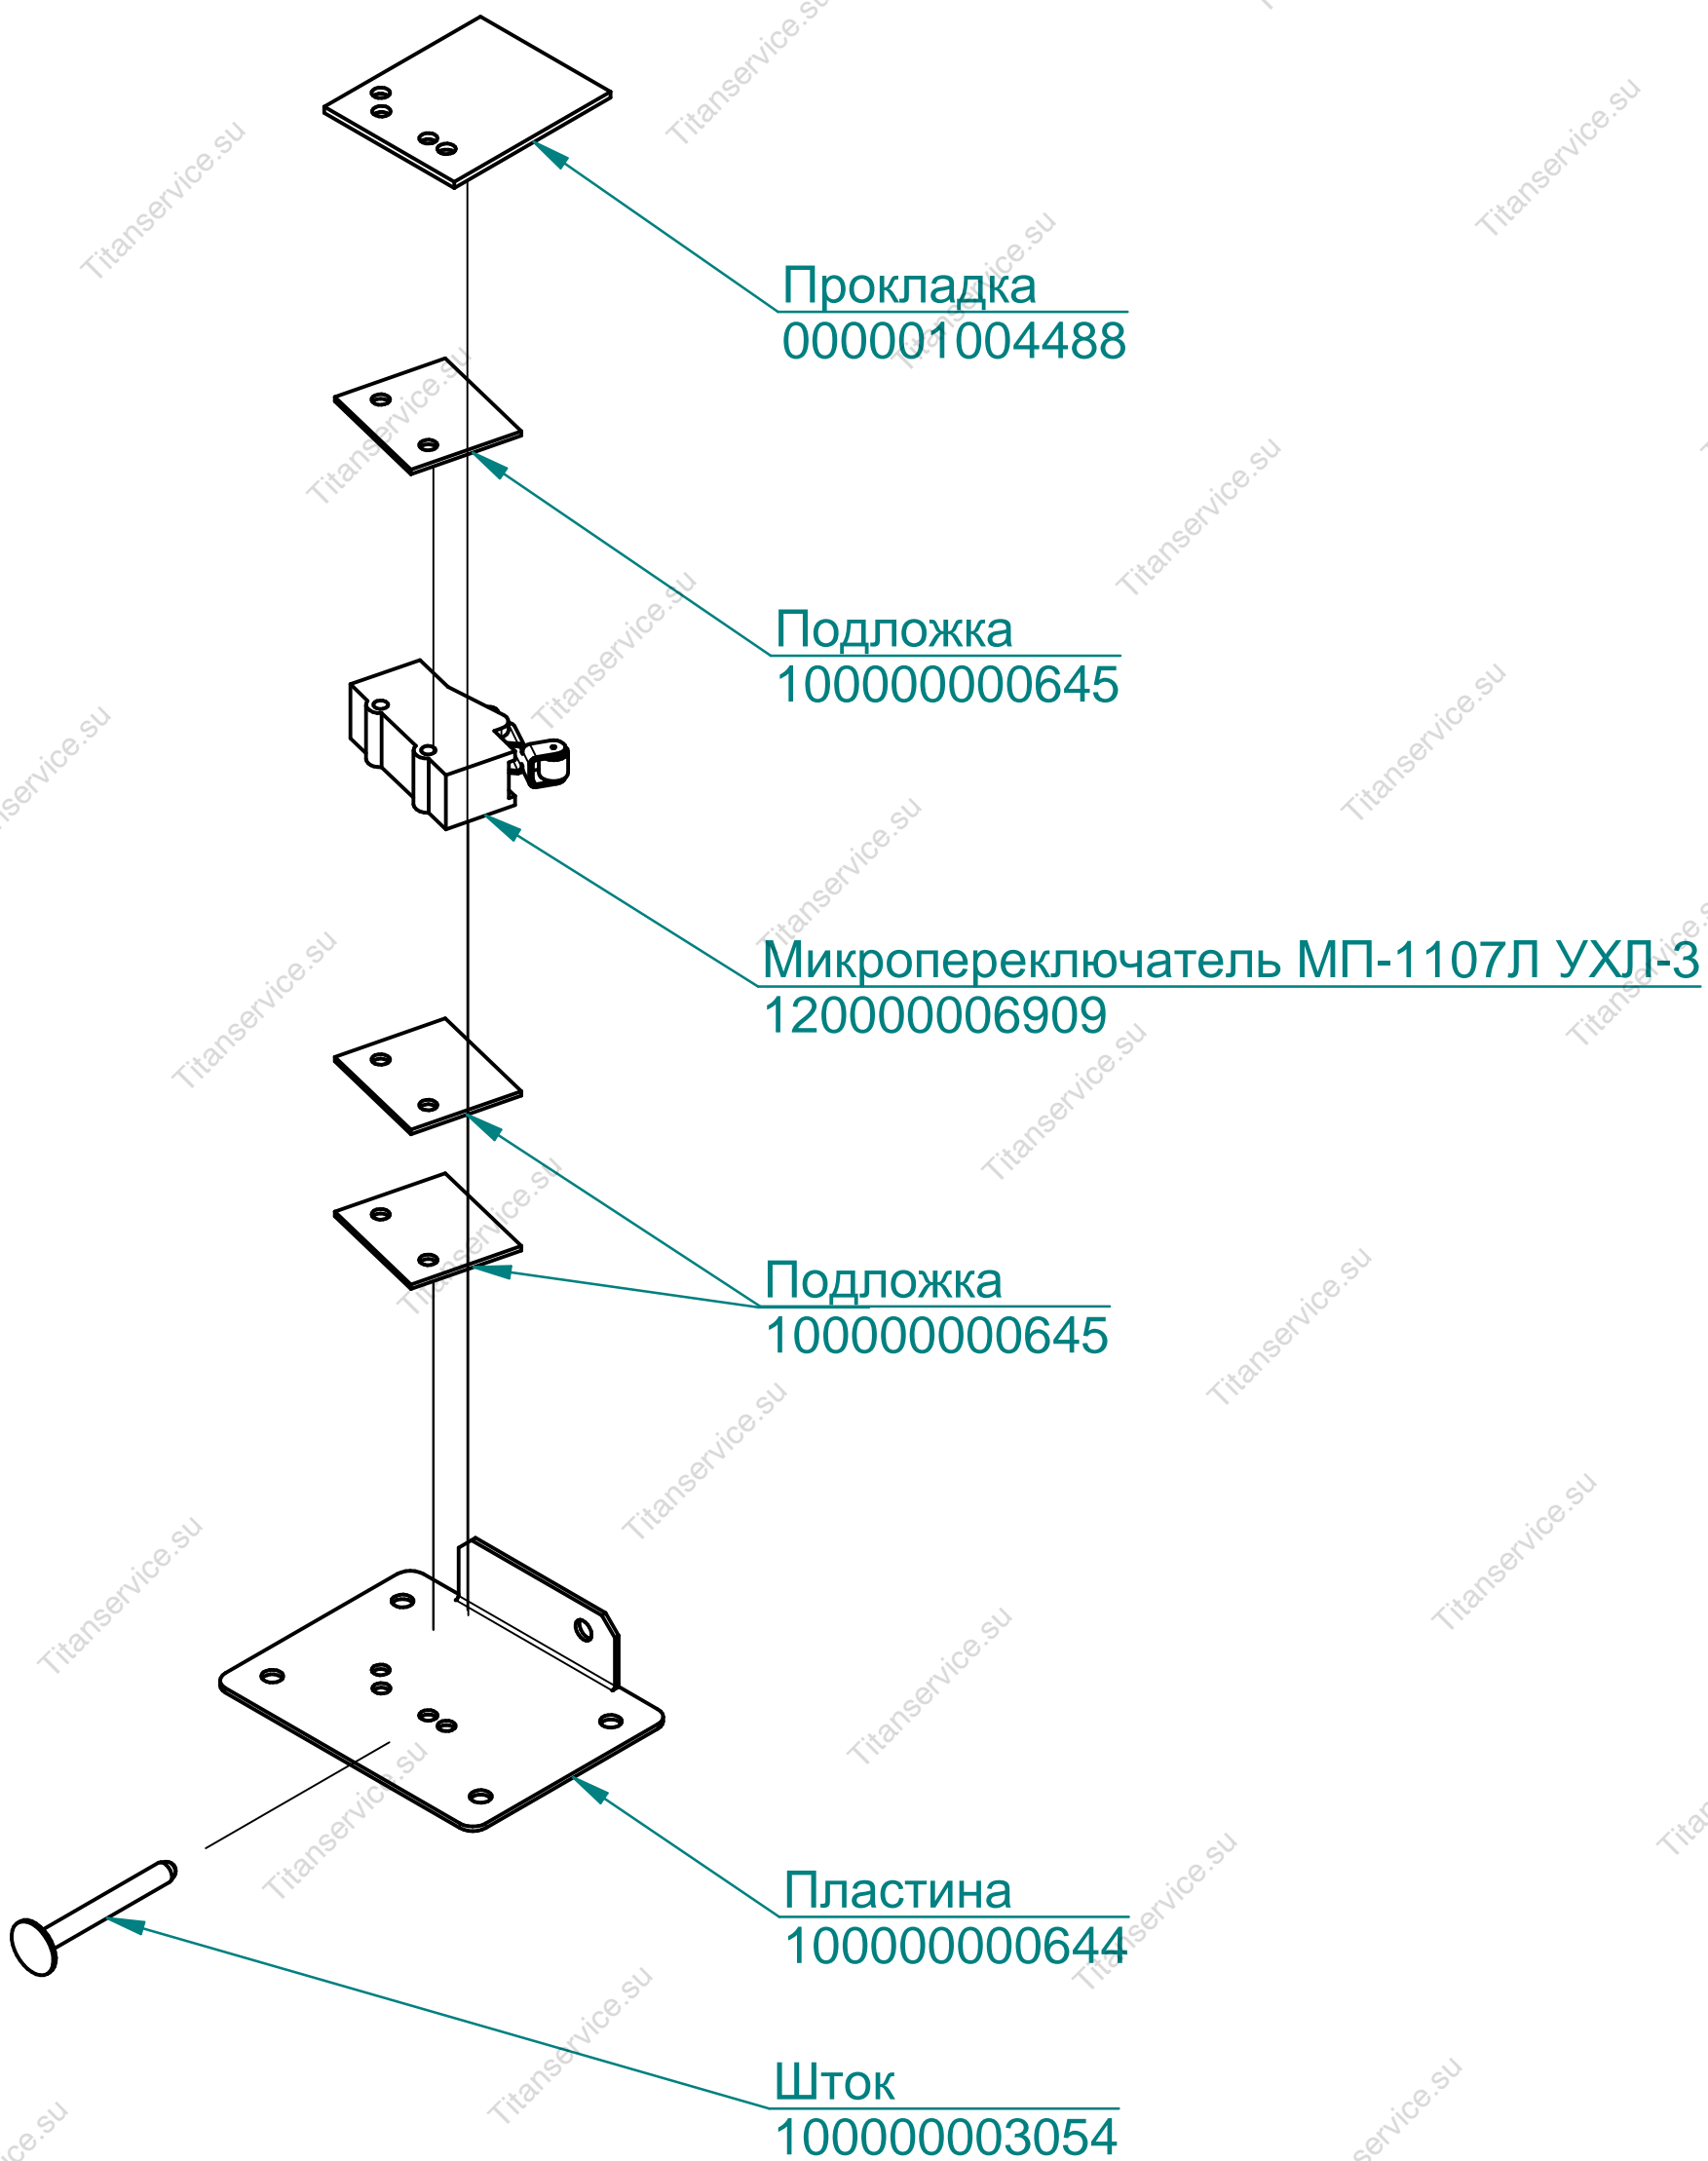 Прокладка
000001004488
Подложка
100000000645
Микропереключатель МП-1107Л УХЛ-3
120000006909
Подложка
100000000645
Пластина
100000000644
Шток
100000003054
Titanservice.su